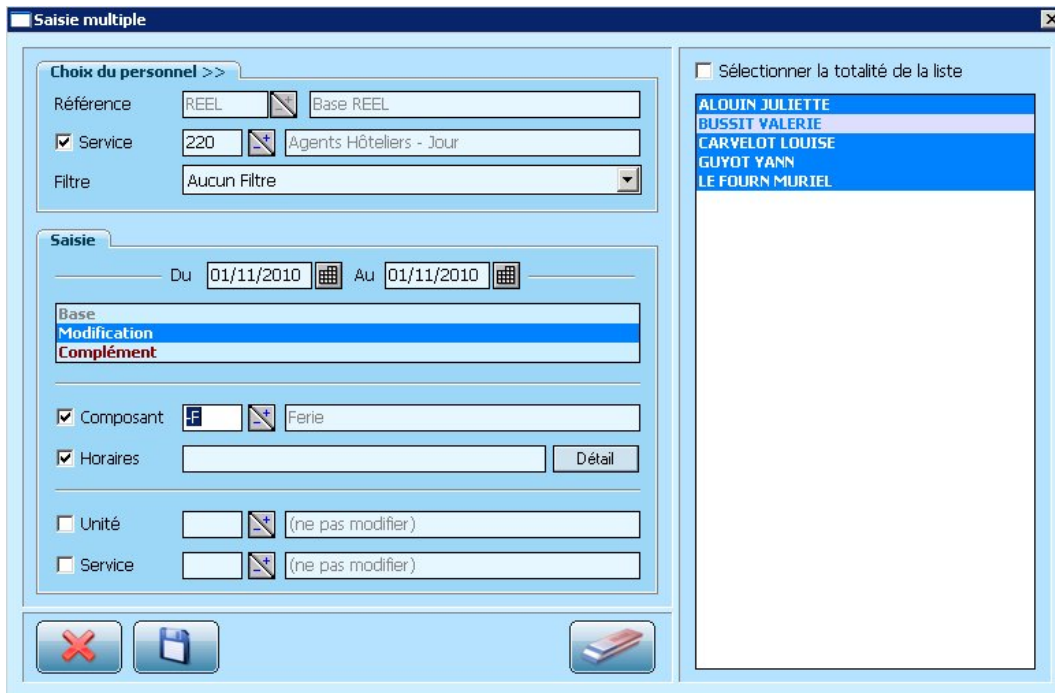 Saisie multiple
Choix du personnel >>
Référence REEL Base REEL
Service 220 Agents Hôteliers - Jour
Filtre Aucun Filtre
Saisie
Du 01/11/2010 Au 01/11/2010
Base
Modification
Complément
Composant -F Ferie
Horaires Détail
Unité (ne pas modifier)
Service (ne pas modifier)
Sélectionner la totalité de la liste
ALOUIN JULIETTE
BUSSIT VALERIE
CARVELOT LOUISE
GUYOT YANN
LE FOURN MURIEL